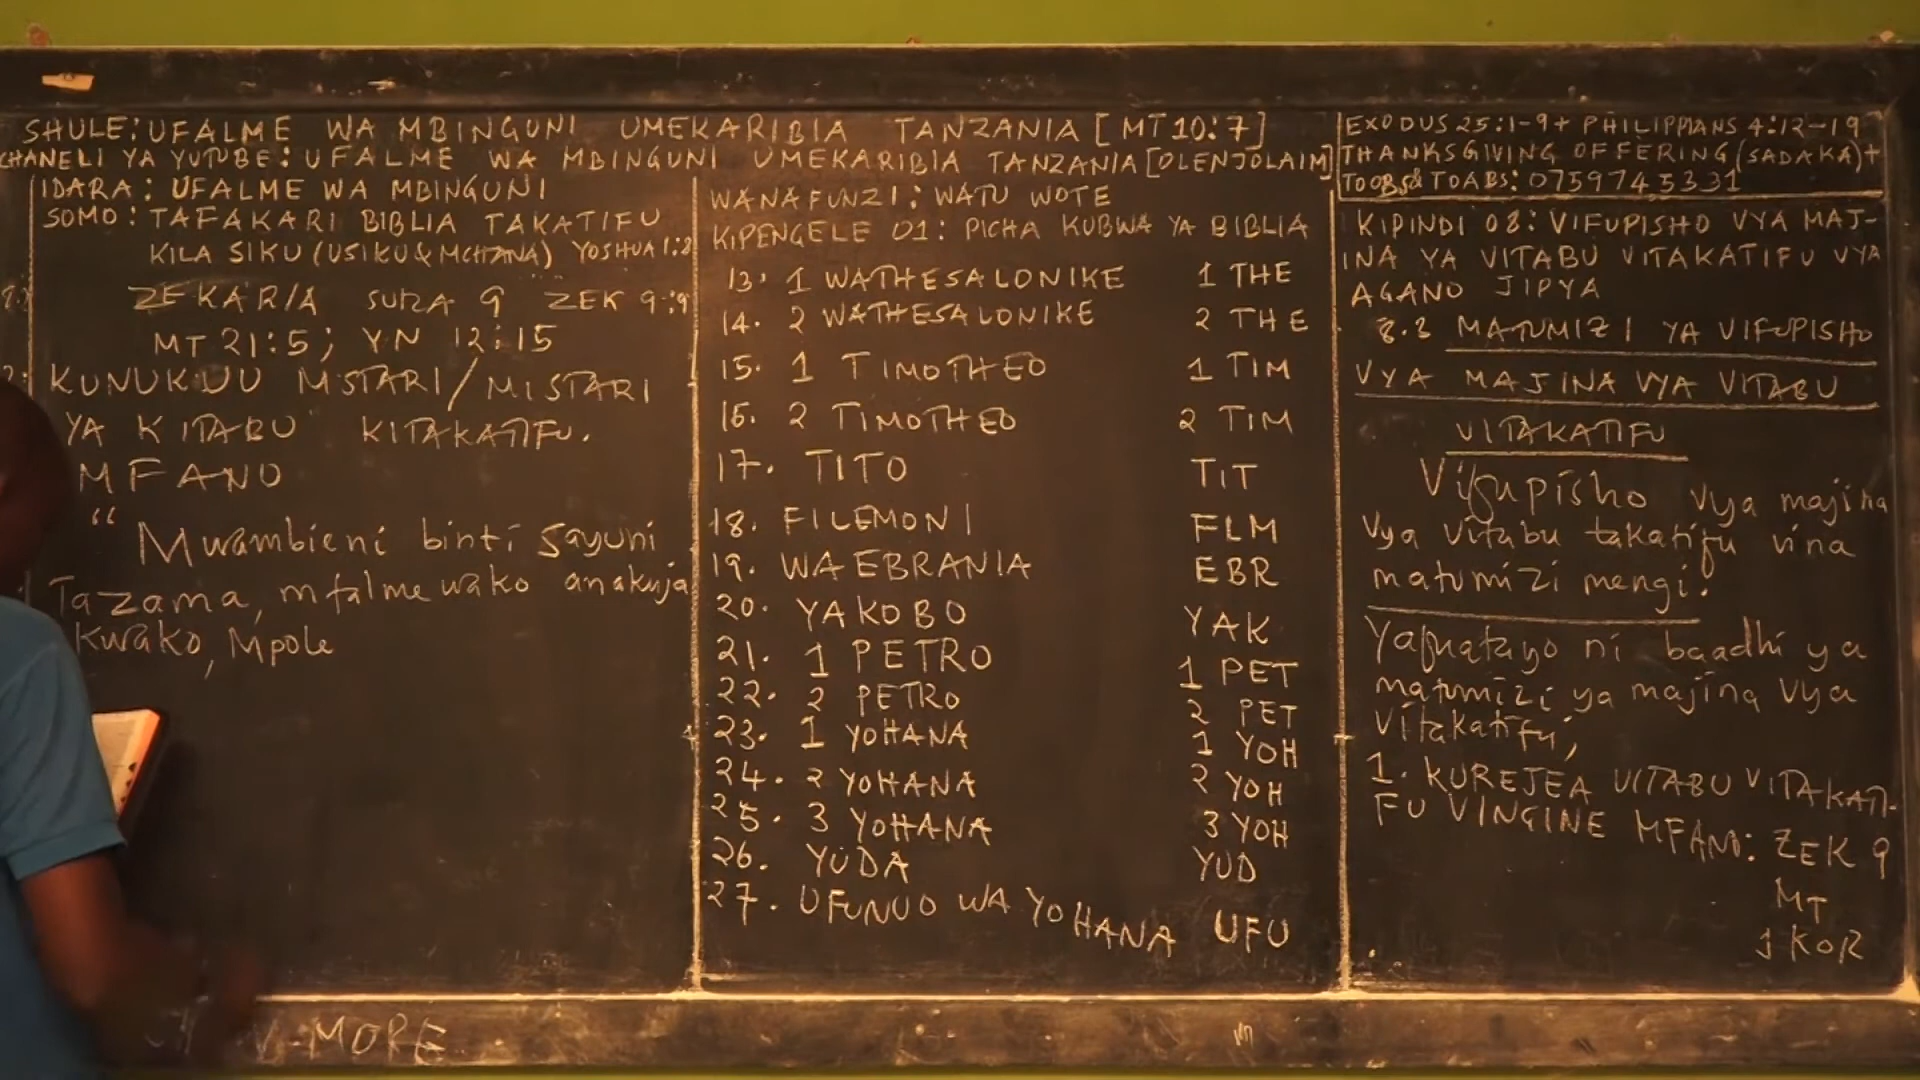 SHULE: UFALME WA MBINGUNI UMEKARIBIA TANZANIA [MT 10:7]
CHANELI YA YUTUBE: UFALME WA MBINGUNI UMEKARIBIA TANZANIA [OLENJOLAIM]
IDARA: UFALME WA MBINGUNI
SOMO: TAFAKARI BIBLIA TAKATIFU
KILA SIKU (USIKU & MCHANA) YOSHUA 1:8
ZEKARIA SURA 9 ZEK 9:9
MT 21:5; YN 12:15
KUNUKUU MSTARI/MISTARI
YA KITABU KITAKATIFU.
MFANO
“Mwambieni binti Sayuni
Tazama, mfalme wako anakuja
Kwako, Mpole
WANAFUNZI: WATU WOTE
KIPENGELE 01: PICHA KUBWA YA BIBLIA
13. 1 WATHESALONIKE 1 THE
14. 2 WATHESALONIKE 2 THE
15. 1 TIMOTHEO 1 TIM
16. 2 TIMOTHEO 2 TIM
17. TITO TIT
18. FILEMONI FLM
19. WAEBRANIA EBR
20. YAKOBO YAK
21. 1 PETRO 1 PET
22. 2 PETRO 2 PET
23. 1 YOHANA 1 YOH
24. 2 YOHANA 2 YOH
25. 3 YOHANA 3 YOH
26. YUDA YUD
27. UFUNUO WA YOHANA UFU
EXODUS 25:1-9+ PHILIPPIANS 4:12-19
THANKSGIVING OFFERING (SADAKA)+
TOOBS & TOABS: 0759745331
KIPINDI 08: VIFUPISHO VYA MAJ-
INA YA VITABU VITAKATIFU VYA
AGANO JIPYA
8.3 MATUMIZI YA VIFUPISHO
VYA MAJINA VYA VITABU
VITAKATIFU
Vifupisho vya majina
vya vitabu takatifu vina
matumizi mengi.
Yafuatayo ni baadhi ya
matumizi ya majina vya
vitakatifu;
1. KUREJEA VITABU VITAKATI-
FU VINGINE MFANO: ZEK 9
MT
1 KOR
MORE